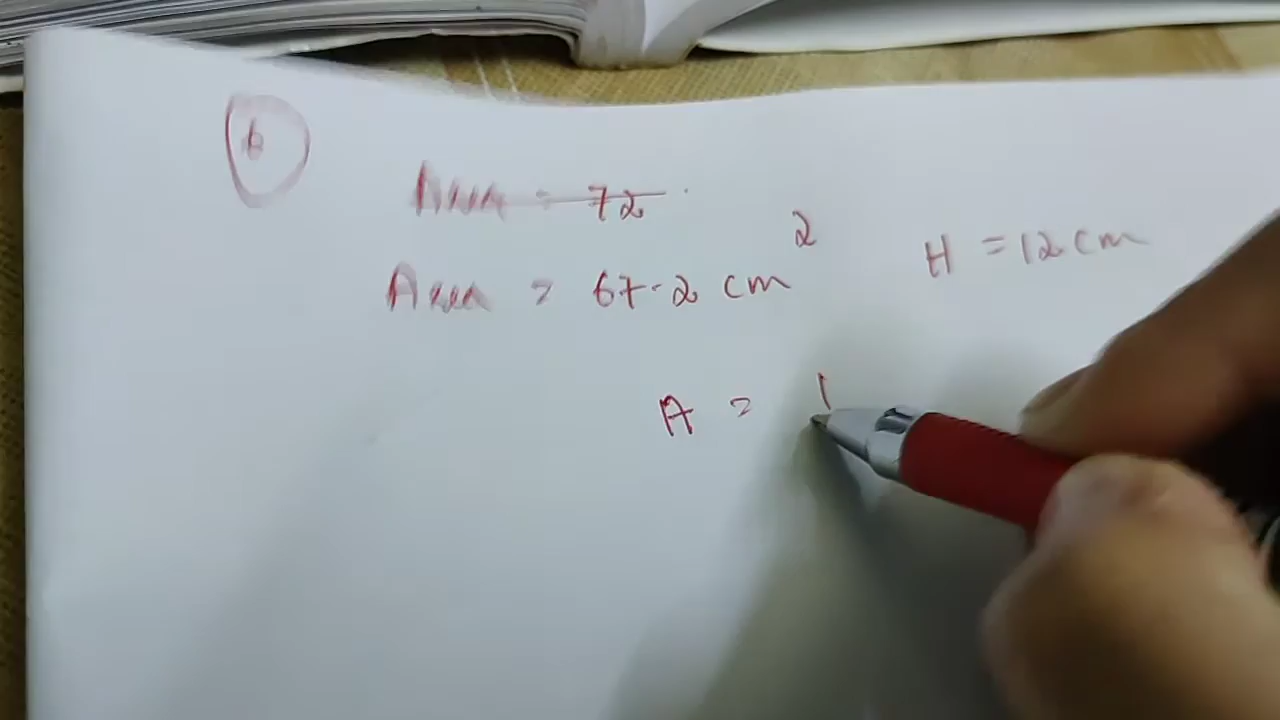 6
Area = 72
Area = 67.2 cm²
H = 12 cm
A = 1